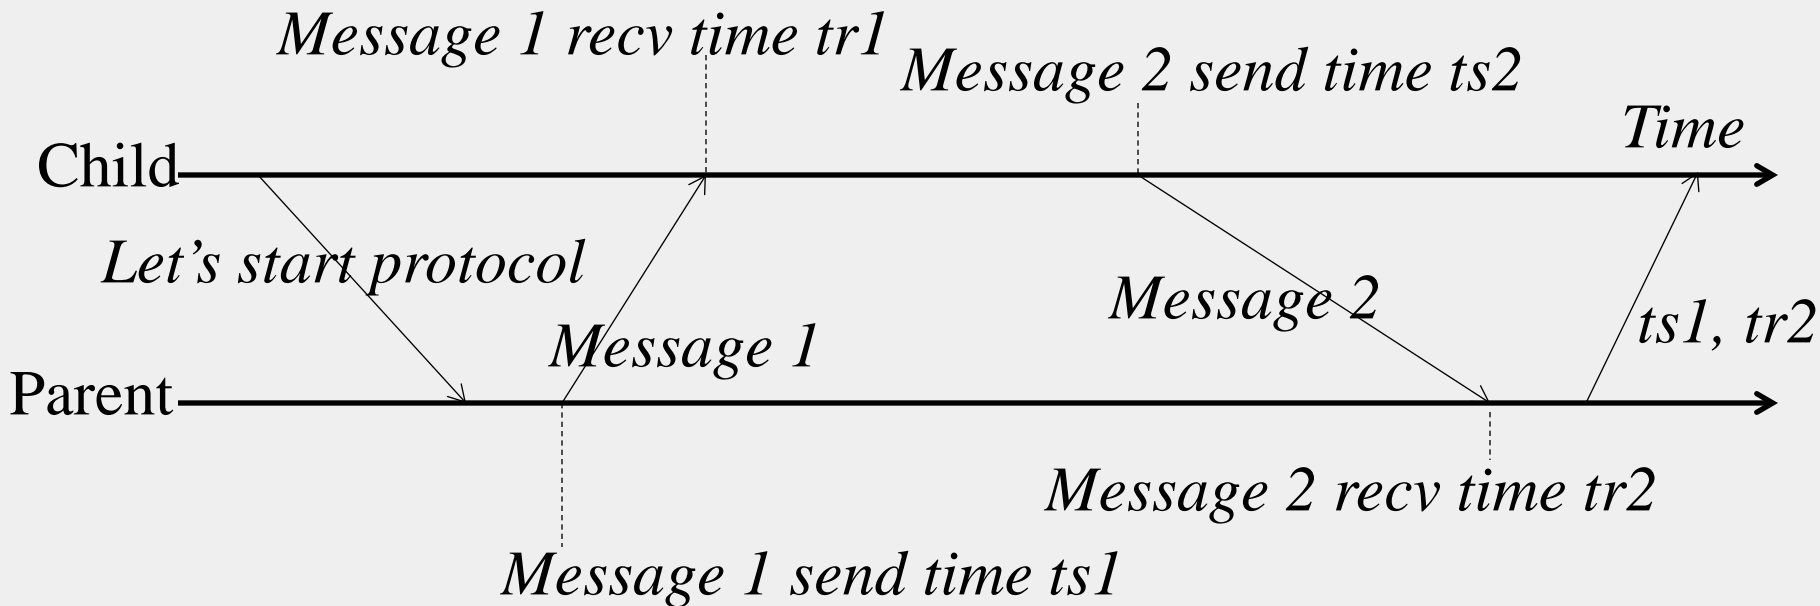 Message 1 recv time tr1
Message 2 send time ts2
Time
Child
Let’s start protocol
Message 2
ts1, tr2
Message 1
Parent
Message 2 recv time tr2
Message 1 send time ts1